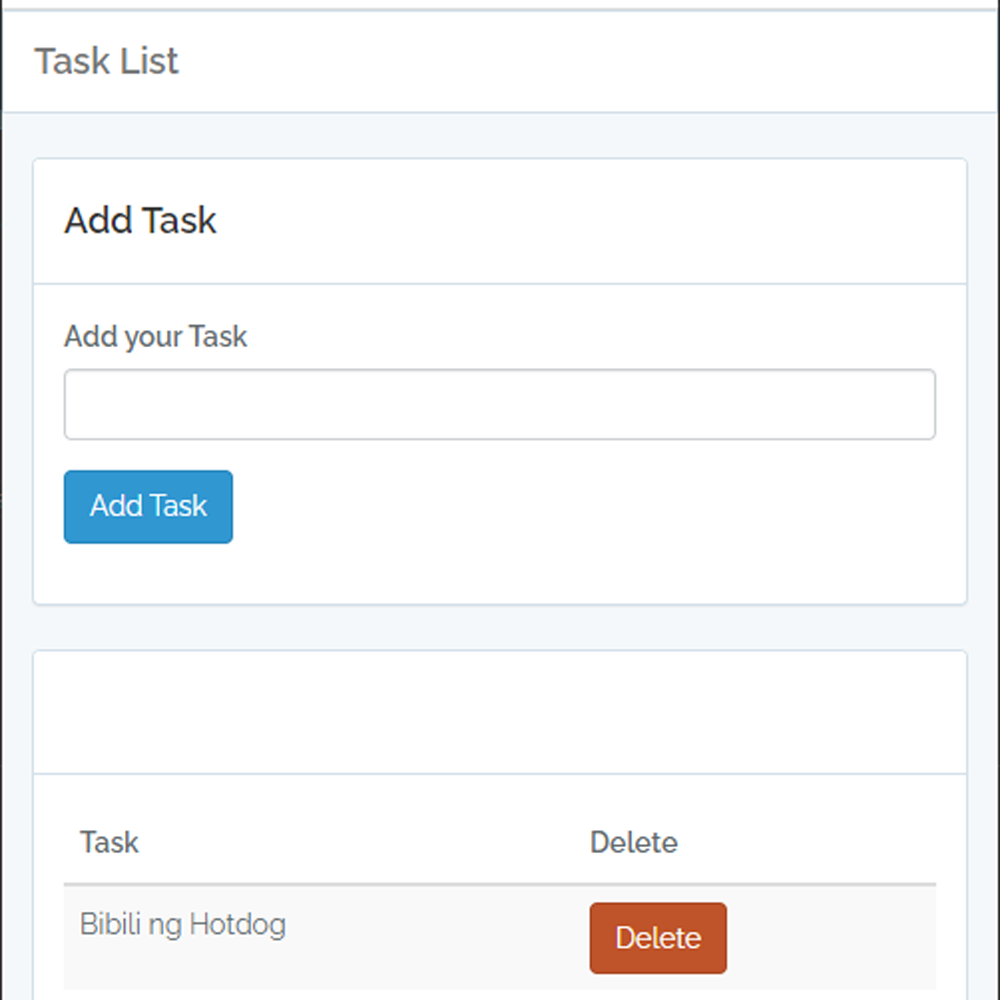 Task List
Add Task
Add your Task
Add Task
Task Delete
Bibili ng Hotdog Delete